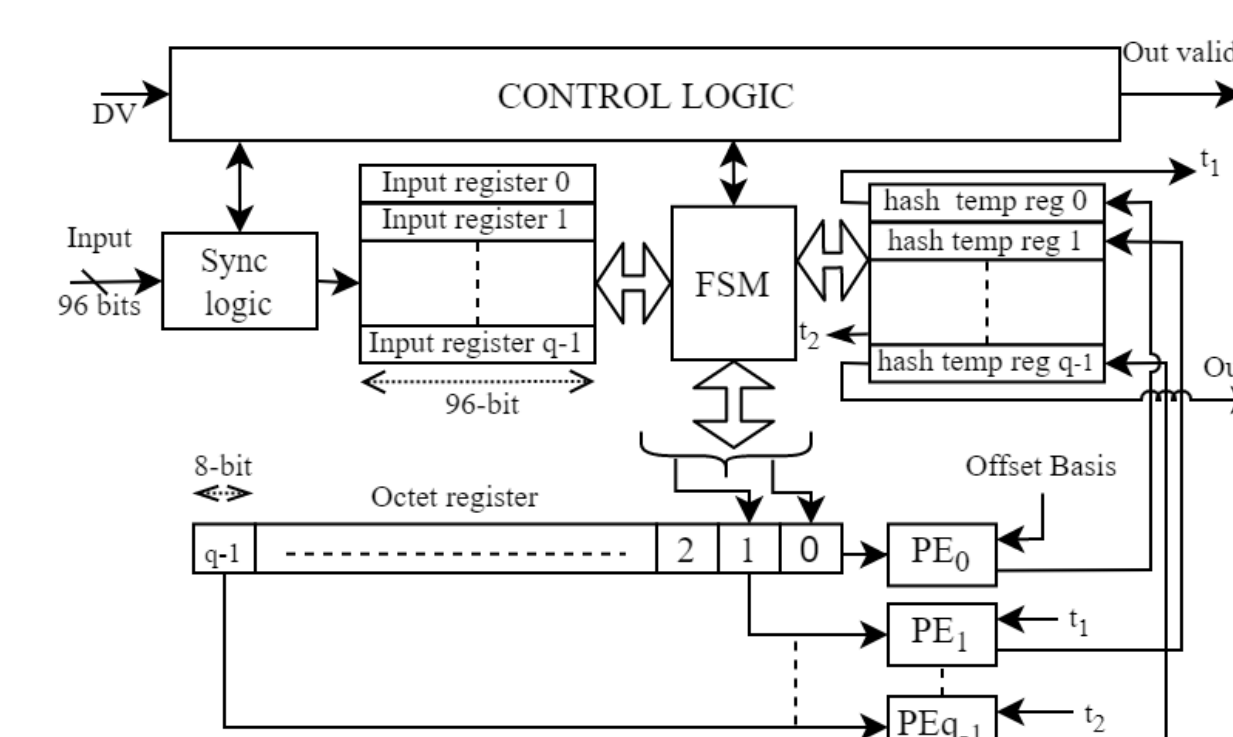 Out valid
CONTROL LOGIC
DV
t1
Input register 0
hash temp reg 0
Input register 1
hash temp reg 1
Input
Sync
logic
FSM
96 bits
t2
Input register q-1
hash temp reg q-1
96-bit
8-bit
Offset Basis
Octet register
q-1
2
1
0
PE0
PE1
t1
PEq-1
t2